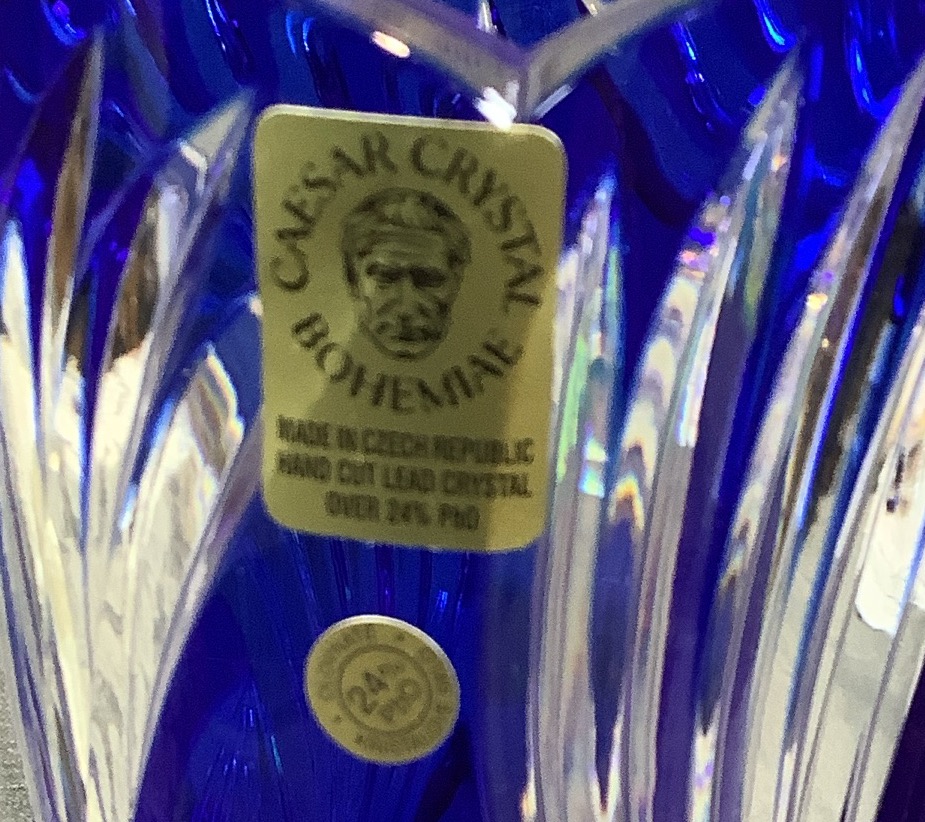 CAESAR CRYSTAL
BOHEMIAE
MADE IN CZECH REPUBLIC
HAND CUT LEAD CRYSTAL
OVER 24% PbO
24%
PbO